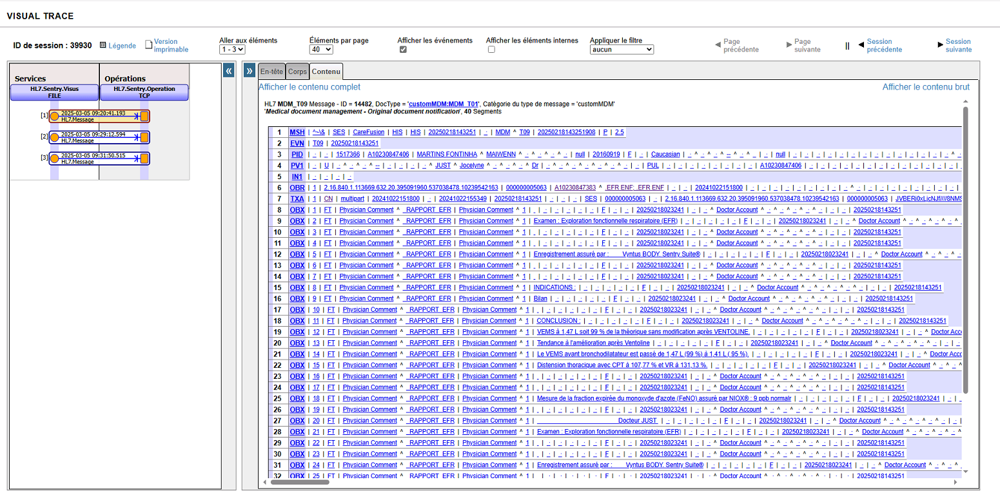 VISUAL TRACE
ID de session : 39930 Légende Version imprimable
Aller aux éléments 1 - 3
Éléments par page 40
Afficher les événements
Afficher les éléments internes
Appliquer le filtre aucun
Page précédente
Page suivante
Session précédente
Session suivante
Services Opérations
HL7.Sentry.Visus FILE
HL7.Sentry.Operation TCP
[1] 2025-03-05 09:20:41.193 HL7.Message
[2] 2025-03-05 09:29:12.594 HL7.Message
[3] 2025-03-05 09:31:50.515 HL7.Message
« »
En-tête Corps Contenu
Afficher le contenu complet Afficher le contenu brut
HL7 MDM_T09 Message - ID = 14482, DocType = 'customMDM:MDM_T01', Catégorie du type de message = 'customMDM'
'Medical document management - Original document notification', 40 Segments
1 MSH | ^~\& | SES | CareFusion | HIS | HIS | 20250218143251 | - | MDM ^ T09 | 20250218143251908 | P | 2.5
2 EVN | T09 | 20250218143251
3 PID | - | - | 1517366 | A10230847406 | MARTINS FONTINHA ^ MAIWENN ^ - ^ - ^ - ^ - ^ - | null | 20160919 | F | - | Caucasian | - ^ - ^ - ^ -- ^ - ^ - | - | null
4 PV1 | - | U | - ^ - ^ - ^ -- | - | - | - ^ JUST ^ Jocelyne ^ - ^ - ^ - ^ Dr | PUL | A10230847406
5 IN1 | - | - | - | -
6 OBR | 1 | 2.16.840.1.113669.632.20.395091960.537038478.10239542163 | 000000005063 | A10230847383 ^ .EFR ENF; .EFR ENF | - | - | 20241022151800
7 TXA | 1 | CN | multipart | 20241022151800 | - | 20241022155349 | 20250218143251 | - | - | - | SES | 000000005063 | - | 2.16.840.1.113669.632.20.395091960.537038478.10239542163 | 000000005063 |
8 OBX | 1 | FT | Physician Comment ^ _RAPPORT_EFR | Physician Comment ^ 1 | | - | - | - | - | - | F | - | - | 20250218023241 | - | - ^ Doctor Account ^ - ^ - ^ - ^ - ^ - | - | - | 20250218143251
9 OBX | 2 | FT | Physician Comment ^ _RAPPORT_EFR | Physician Comment ^ 1 | Examen : Exploration fonctionnelle respiratoire (EFR) | - | - | - | - | - | F | - | - | 20250218023241 | - | - ^ Doctor Account
10 OBX | 3 | FT | Physician Comment ^ _RAPPORT_EFR | Physician Comment ^ 1 | | - | - | - | - | - | F | - | - | 20250218023241 | - | - ^ Doctor Account ^ - ^ - ^ - ^ - ^ - | - | - | 20250218143251
11 OBX | 4 | FT | Physician Comment ^ _RAPPORT_EFR | Physician Comment ^ 1 | | - | - | - | - | - | F | - | - | 20250218023241 | - | - ^ Doctor Account ^ - ^ - ^ - ^ - ^ - | - | - | 20250218143251
12 OBX | 5 | FT | Physician Comment ^ _RAPPORT_EFR | Physician Comment ^ 1 | Enregistrement assuré par : Vyntus BODY. Sentry Suite® | - | - | - | - | - | F | - | - | 20250218023241 | - | - ^ Doctor Account
13 OBX | 6 | FT | Physician Comment ^ _RAPPORT_EFR | Physician Comment ^ 1 | | - | - | - | - | - | F | - | - | 20250218023241 | - | - ^ Doctor Account ^ - ^ - ^ - ^ - ^ - | - | - | 20250218143251
14 OBX | 7 | FT | Physician Comment ^ _RAPPORT_EFR | Physician Comment ^ 1 | | - | - | - | - | - | F | - | - | 20250218023241 | - | - ^ Doctor Account ^ - ^ - ^ - ^ - ^ - | - | - | 20250218143251
15 OBX | 8 | FT | Physician Comment ^ _RAPPORT_EFR | Physician Comment ^ 1 | INDICATIONS : | - | - | - | - | - | F | - | - | 20250218023241 | - | - ^ Doctor Account ^ - ^ - ^ - ^ - ^ - | - | - | 20250218143251
16 OBX | 9 | FT | Physician Comment ^ _RAPPORT_EFR | Physician Comment ^ 1 | Bilan | - | - | - | - | - | F | - | - | 20250218023241 | - | - ^ Doctor Account ^ - ^ - ^ - ^ - ^ - | - | - | 20250218143251
17 OBX | 10 | FT | Physician Comment ^ _RAPPORT_EFR | Physician Comment ^ 1 | | - | - | - | - | - | F | - | - | 20250218023241 | - | - ^ Doctor Account ^ - ^ - ^ - ^ - ^ - | - | - | 20250218143251
18 OBX | 11 | FT | Physician Comment ^ _RAPPORT_EFR | Physician Comment ^ 1 | CONCLUSION : | - | - | - | - | - | F | - | - | 20250218023241 | - | - ^ Doctor Account ^ - ^ - ^ - ^ - ^ - | - | - | 20250218143251
19 OBX | 12 | FT | Physician Comment ^ _RAPPORT_EFR | Physician Comment ^ 1 | VEMS à 1,47 L soit 99 % de la théorique sans modification après VENTOLINE. | - | - | - | - | - | F | - | - | 20250218023241 | - | - ^ Doctor Acc
20 OBX | 13 | FT | Physician Comment ^ _RAPPORT_EFR | Physician Comment ^ 1 | Tendance à l'amélioration après Ventoline | - | - | - | - | - | F | - | - | 20250218023241 | - | - ^ Doctor Account
21 OBX | 14 | FT | Physician Comment ^ _RAPPORT_EFR | Physician Comment ^ 1 | Le VEMS avant bronchodilatateur est passé de 1,47 L (99 %) à 1,41 L ( 95 %). | - | - | - | - | - | F | - | - | 20250218023241 | - | - ^ Doctor Acc
22 OBX | 15 | FT | Physician Comment ^ _RAPPORT_EFR | Physician Comment ^ 1 | Distension thoracique avec CPT à 107,77 % et VR à 131,13 %. | - | - | - | - | - | F | - | - | 20250218023241 | - | - ^ Doctor Account
23 OBX | 16 | FT | Physician Comment ^ _RAPPORT_EFR | Physician Comment ^ 1 | | - | - | - | - | - | F | - | - | 20250218023241 | - | - ^ Doctor Account ^ - ^ - ^ - ^ - ^ - | - | - | 20250218143251
24 OBX | 17 | FT | Physician Comment ^ _RAPPORT_EFR | Physician Comment ^ 1 | | - | - | - | - | - | F | - | - | 20250218023241 | - | - ^ Doctor Account ^ - ^ - ^ - ^ - ^ - | - | - | 20250218143251
25 OBX | 18 | FT | Physician Comment ^ _RAPPORT_EFR | Physician Comment ^ 1 | Mesure de la fraction expirée du monoxyde d'azote (FeNO) assuré par NIOX® : 9 ppb normalr | - | - | - | - | - | F | - | - | 20250218023241
26 OBX | 19 | FT | Physician Comment ^ _RAPPORT_EFR | Physician Comment ^ 1 | | - | - | - | - | - | F | - | - | 20250218023241 | - | - ^ Doctor Account ^ - ^ - ^ - ^ - ^ - | - | - | 20250218143251
27 OBX | 20 | FT | Physician Comment ^ _RAPPORT_EFR | Physician Comment ^ 1 | Docteur JUST | - | - | - | - | - | F | - | - | 20250218023241 | - | - ^ Doctor Account
28 OBX | 21 | FT | Physician Comment ^ _RAPPORT_EFR | Physician Comment ^ 1 | Examen : Exploration fonctionnelle respiratoire (EFR) | - | - | - | - | - | F | - | - | 20250218023241 | - | - ^ Doctor Account
29 OBX | 22 | FT | Physician Comment ^ _RAPPORT_EFR | Physician Comment ^ 1 | | - | - | - | - | - | F | - | - | 20250218023241 | - | - ^ Doctor Account ^ - ^ - ^ - ^ - ^ - | - | - | 20250218143251
30 OBX | 23 | FT | Physician Comment ^ _RAPPORT_EFR | Physician Comment ^ 1 | | - | - | - | - | - | F | - | - | 20250218023241 | - | - ^ Doctor Account ^ - ^ - ^ - ^ - ^ - | - | - | 20250218143251
31 OBX | 24 | FT | Physician Comment ^ _RAPPORT_EFR | Physician Comment ^ 1 | Enregistrement assuré par : Vyntus BODY. Sentry Suite® | - | - | - | - | - | F | - | - | 20250218023241 | - | - ^ Doctor Account
32 OBX | 25 | FT | Physician Comment ^ _RAPPORT_EFR | Physician Comment ^ 1 | | - | - | - | - | - | F | - | - | 20250218023241 | - | - ^ Doctor Account ^ - ^ - ^ - ^ - ^ - | - | - | 20250218143251